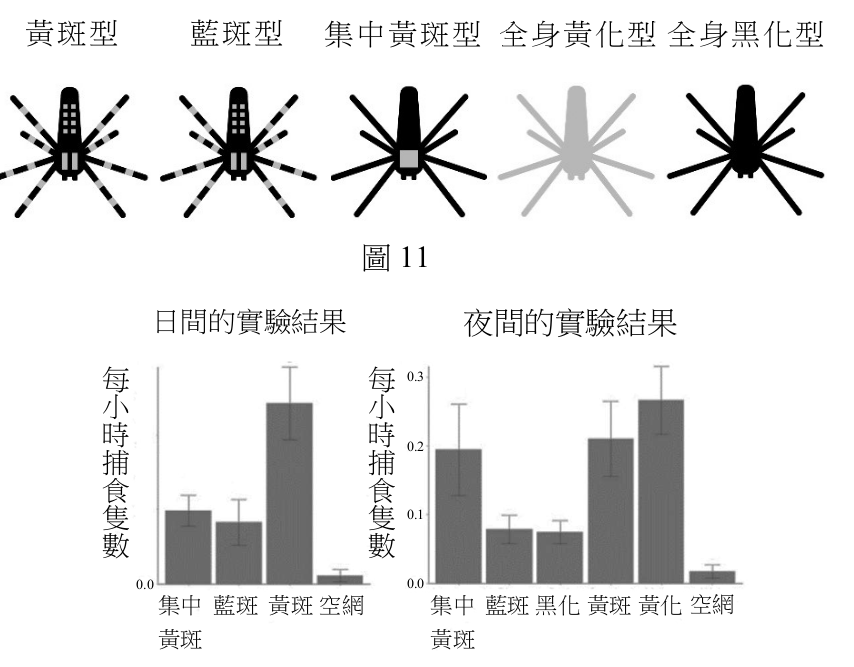 黃斑型 藍斑型 集中黃斑型 全身黃化型 全身黑化型
圖 11
日間的實驗結果
每小時捕食隻數
0.0
集中黃斑 藍斑 黃斑 空網
夜間的實驗結果
每小時捕食隻數
0.3
0.2
0.11
0.0
集中黃斑 藍斑 黑化 黃斑 黃化 空網